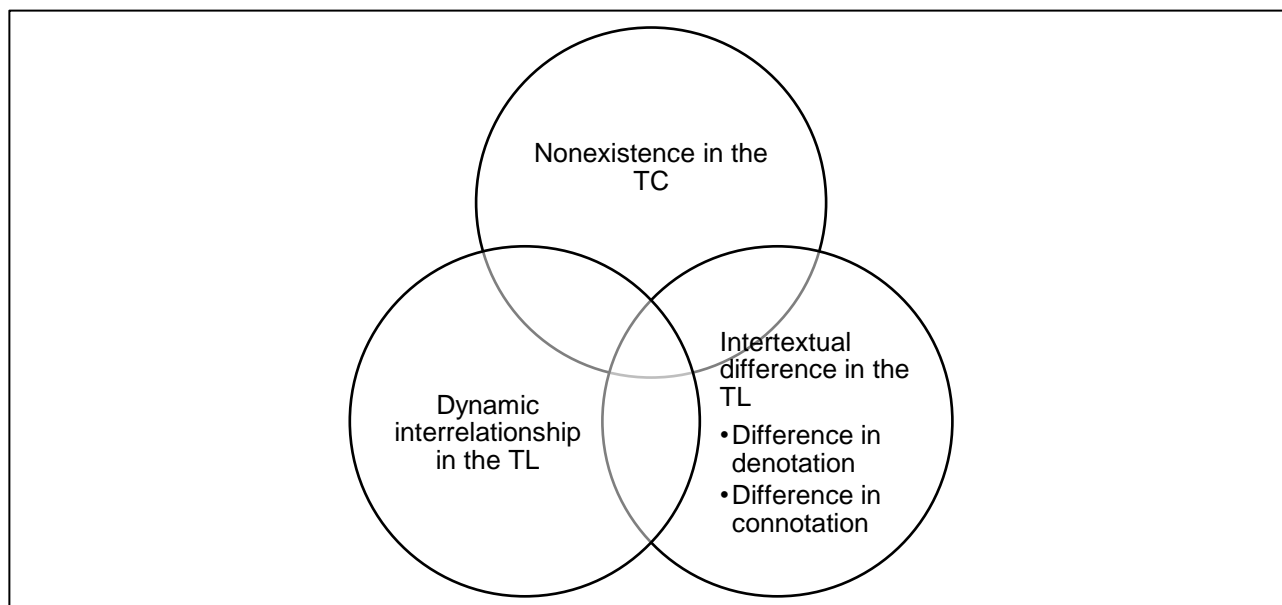 Nonexistence in the
TC
Dynamic
interrelationship
in the TL
Intertextual
difference in the
TL
•Difference in
denotation
•Difference in
connotation